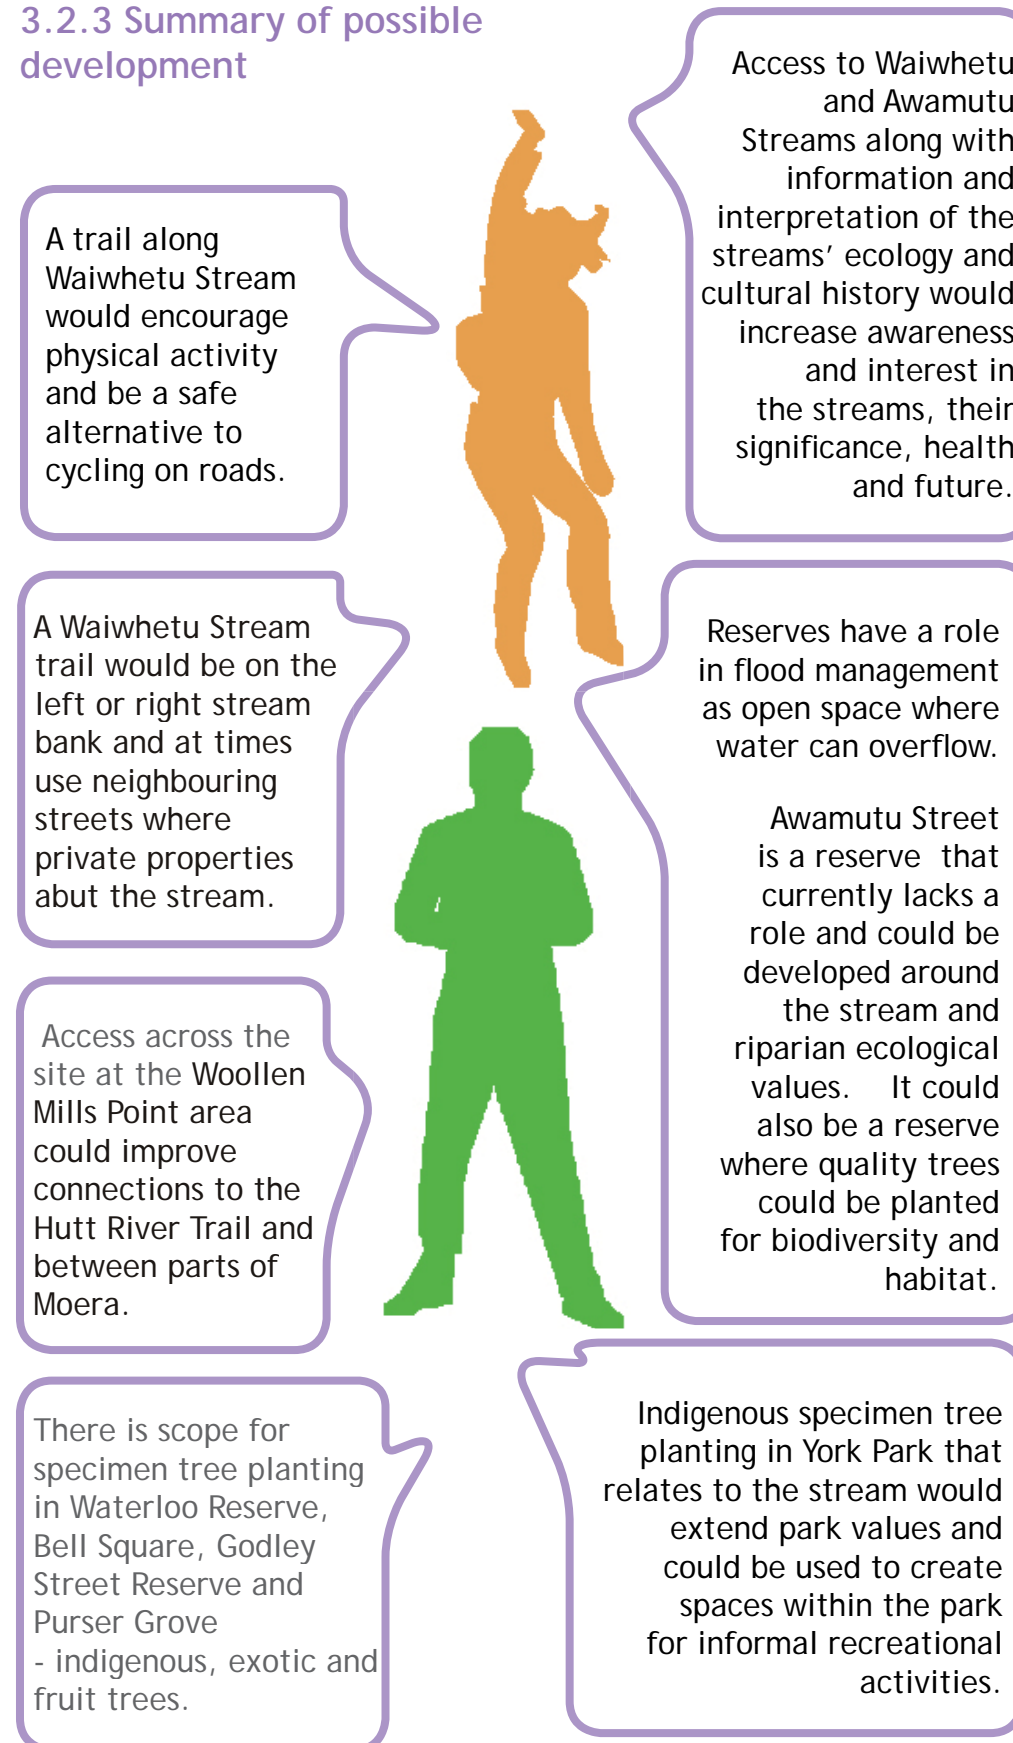 3.2.3 Summary of possible
development
A trail along
Waiwhetu Stream
would encourage
physical activity
and be a safe
alternative to
cycling on roads.
A Waiwhetu Stream
trail would be on the
left or right stream
bank and at times
use neighbouring
streets where
private properties
abut the stream.
Access across the
site at the Woollen
Mills Point area
could improve
connections to the
Hutt River Trail and
between parts of
Moera.
There is scope for
specimen tree planting
in Waterloo Reserve,
Bell Square, Godley
Street Reserve and
Purser Grove
- indigenous, exotic and
fruit trees.
Access to Waiwhetu
and Awamutu
Streams along with
information and
interpretation of the
streams’ ecology and
cultural history would
increase awareness
and interest in
the streams, their
significance, health
and future.
Reserves have a role
in flood management
as open space where
water can overflow.
Awamutu Street
is a reserve that
currently lacks a
role and could be
developed around
the stream and
riparian ecological
values. It could
also be a reserve
where quality trees
could be planted
for biodiversity and
habitat.
Indigenous specimen tree
planting in York Park that
relates to the stream would
extend park values and
could be used to create
spaces within the park
for informal recreational
activities.